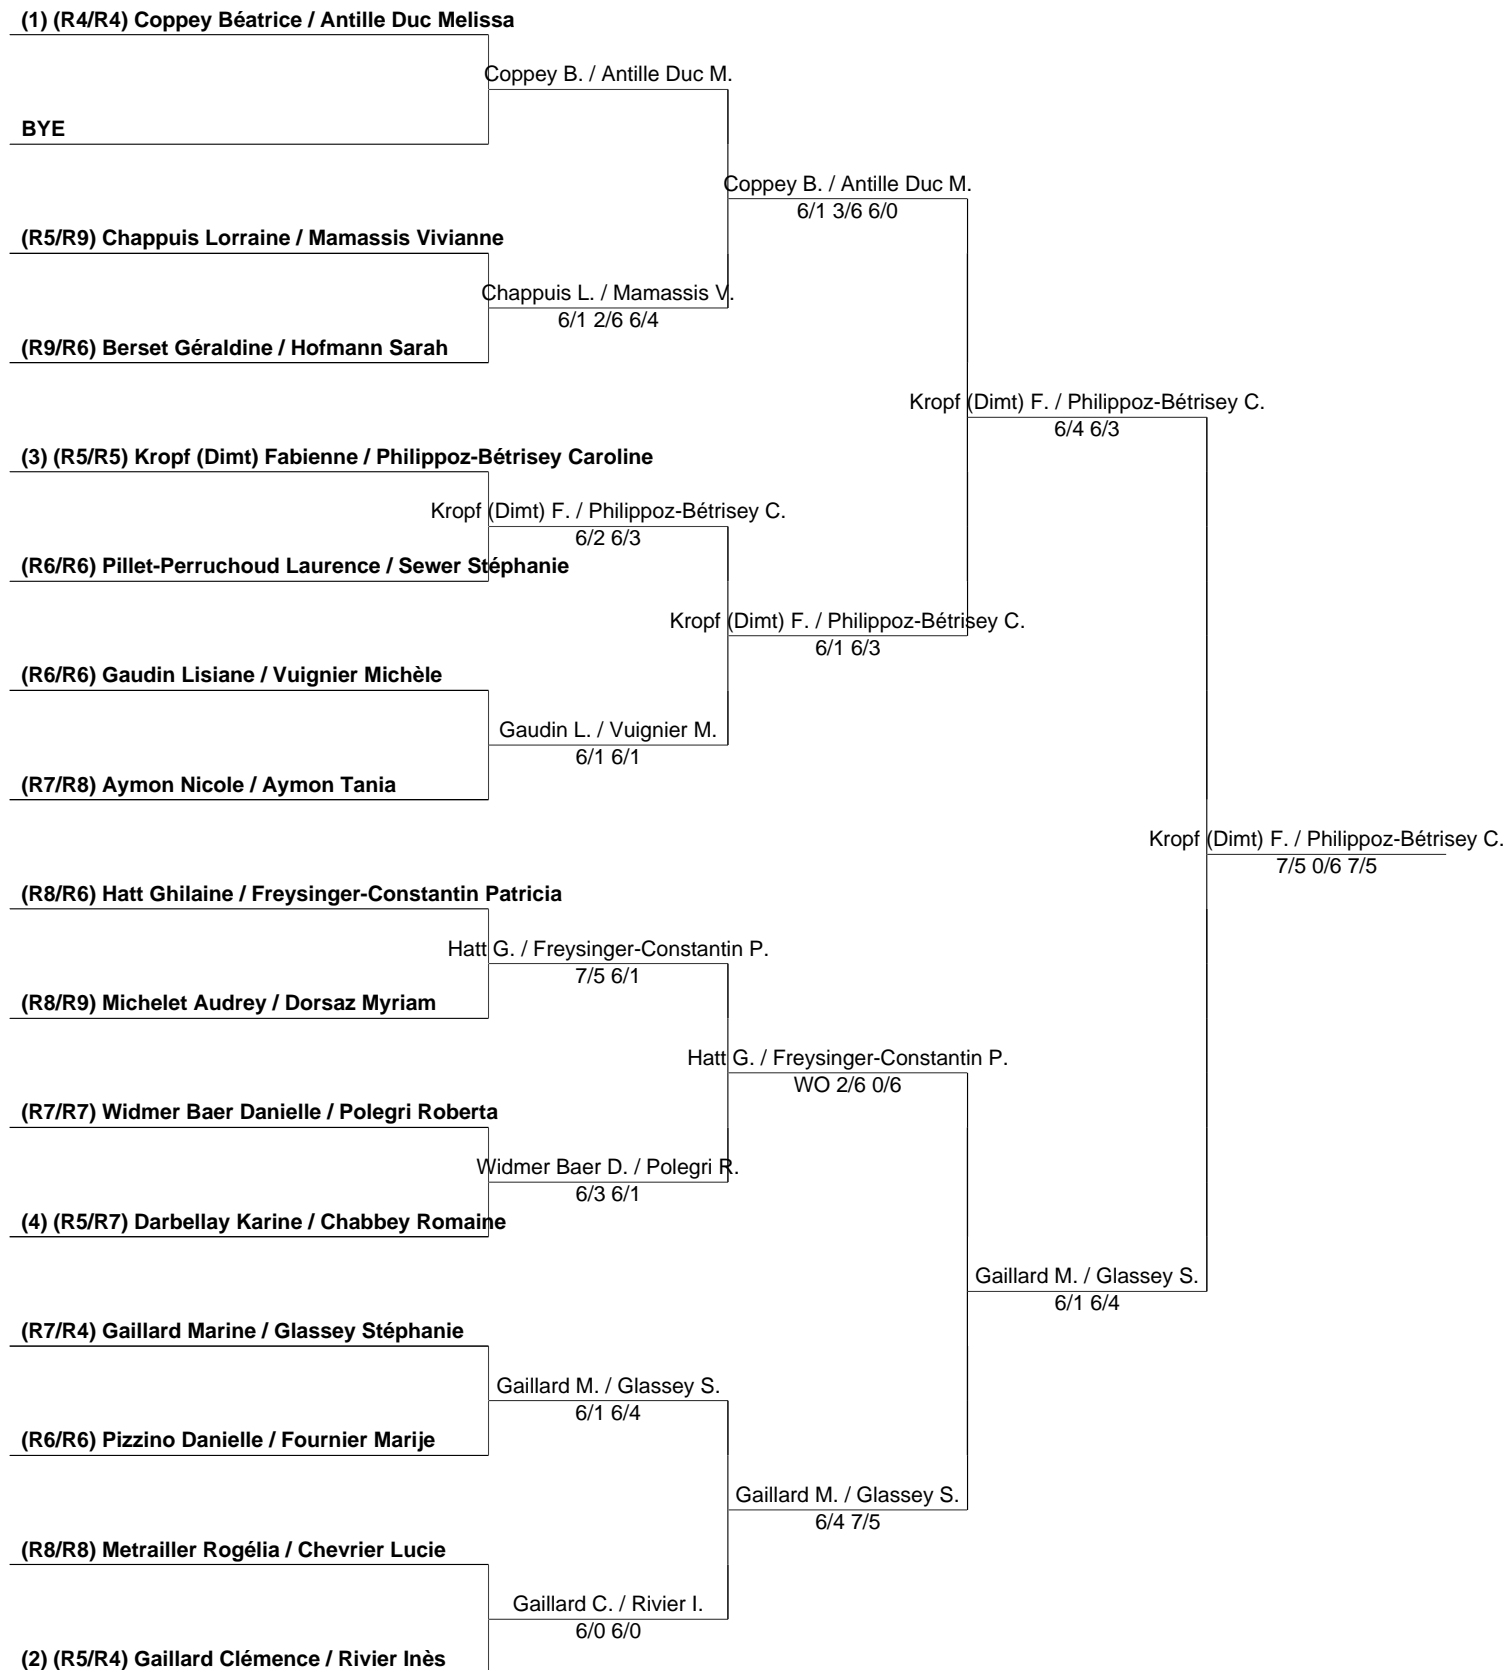 (1) (R4/R4) Coppey Béatrice / Antille Duc Melissa
Coppey B. / Antille Duc M.
BYE
Coppey B. / Antille Duc M.
6/1 3/6 6/0
(R5/R9) Chappuis Lorraine / Mamassis Vivianne
Chappuis L. / Mamassis V.
6/1 2/6 6/4
(R9/R6) Berset Géraldine / Hofmann Sarah
Kropf (Dimt) F. / Philippoz-Bétrisey C.
6/4 6/3
(3) (R5/R5) Kropf (Dimt) Fabienne / Philippoz-Bétrisey Caroline
Kropf (Dimt) F. / Philippoz-Bétrisey C.
6/2 6/3
(R6/R6) Pillet-Perruchoud Laurence / Sewer Stéphanie
Kropf (Dimt) F. / Philippoz-Bétrisey C.
6/1 6/3
(R6/R6) Gaudin Lisiane / Vuignier Michèle
Gaudin L. / Vuignier M.
6/1 6/1
(R7/R8) Aymon Nicole / Aymon Tania
Kropf (Dimt) F. / Philippoz-Bétrisey C.
7/5 0/6 7/5
(R8/R6) Hatt Ghilaine / Freysinger-Constantin Patricia
Hatt G. / Freysinger-Constantin P.
7/5 6/1
(R8/R9) Michelet Audrey / Dorsaz Myriam
Hatt G. / Freysinger-Constantin P.
WO 2/6 0/6
(R7/R7) Widmer Baer Danielle / Polegri Roberta
Widmer Baer D. / Polegri R.
6/3 6/1
(4) (R5/R7) Darbellay Karine / Chabbey Romaine
Gaillard M. / Glassey S.
6/1 6/4
(R7/R4) Gaillard Marine / Glassey Stéphanie
Gaillard M. / Glassey S.
6/1 6/4
(R6/R6) Pizzino Danielle / Fournier Marije
Gaillard M. / Glassey S.
6/4 7/5
(R8/R8) Metrailler Rogélia / Chevrier Lucie
Gaillard C. / Rivier I.
6/0 6/0
(2) (R5/R4) Gaillard Clémence / Rivier Inès